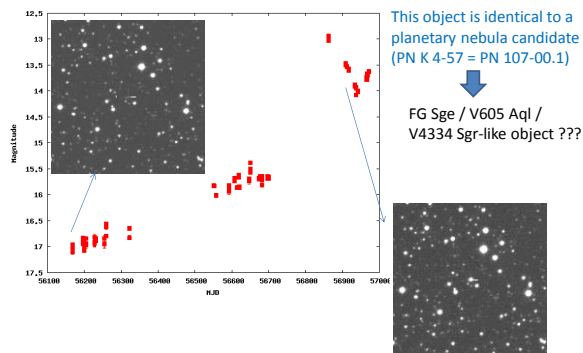 12,5
13
13,5
14
14,5
15
15,5
16
16,5
17
17,5
Magnitude
56100 56200 56300 56400 56500 56600 56700 56800 56900 57000
MJD
This object is identical to a
planetary nebula candidate
(PN K 4-57 = PN 107-00.1)
FG Sge / V605 Aql /
V4334 Sgr-like object ???